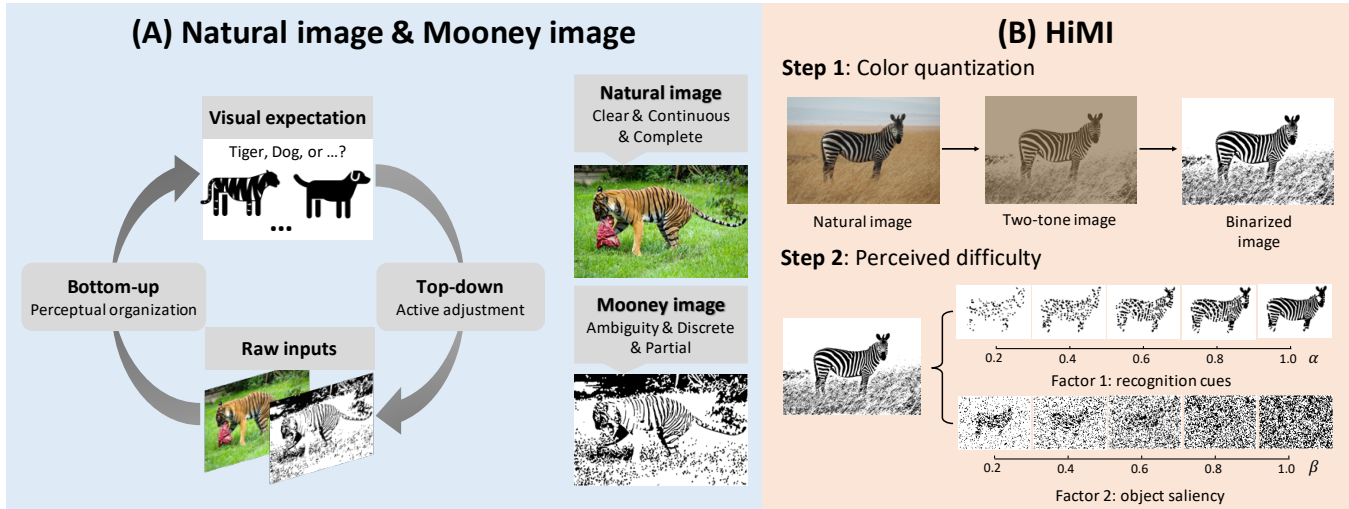 (A) Natural image & Mooney image
Visual expectation
Tiger, Dog, or ...?
...
Bottom-up
Perceptual organization
Top-down
Active adjustment
Raw inputs
Natural image
Clear & Continuous
& Complete
Mooney image
Ambiguity & Discrete
& Partial
(B) HiMI
Step 1: Color quantization
Natural image
Two-tone image
Binarized
image
Step 2: Perceived difficulty
0.2 0.4 0.6 0.8 1.0 α
Factor 1: recognition cues
0.2 0.4 0.6 0.8 1.0 β
Factor 2: object saliency